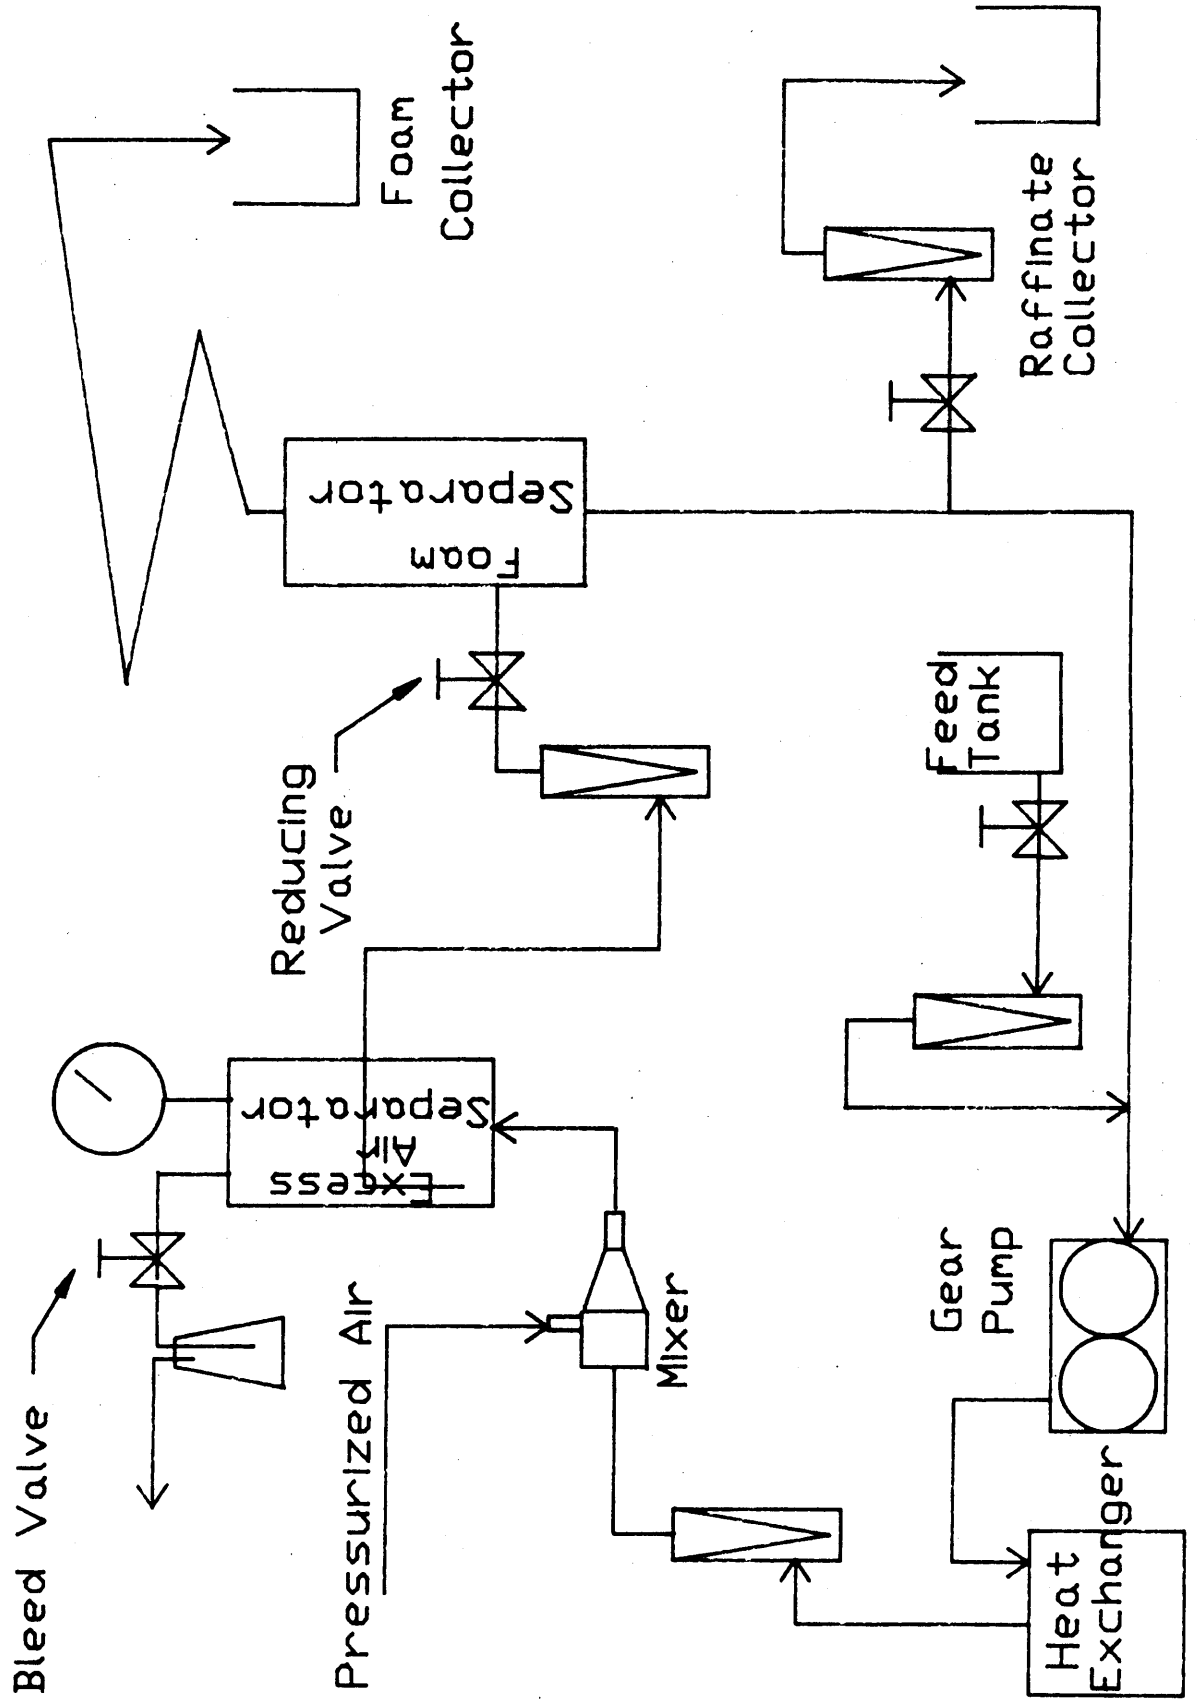 Bleed Valve
Pressurized Air
Excess
Air
Separator
Reducing
Valve
Foam
Separator
Foam
Collector
Mixer
Heat
Exchanger
Gear
Pump
Feed
Tank
Raffinate
Collector